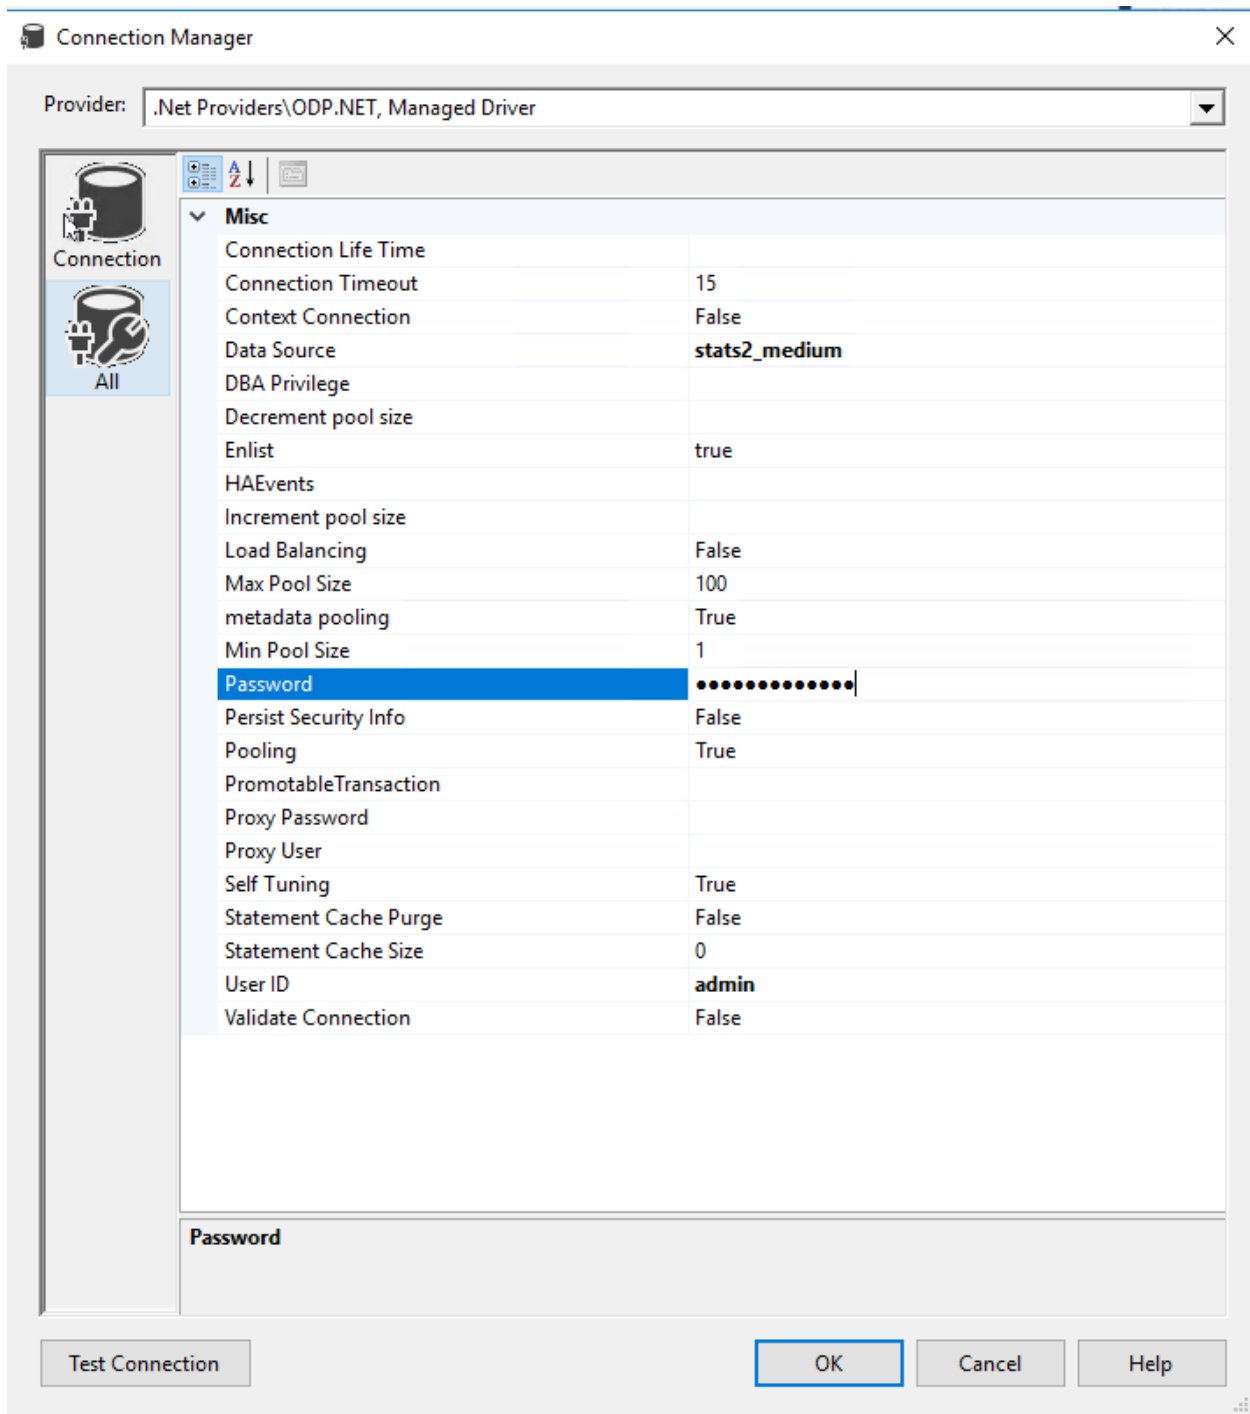 Connection Manager
Provider: .Net Providers\ODP.NET, Managed Driver
Connection
All
Misc
Connection Life Time
Connection Timeout 15
Context Connection False
Data Source stats2_medium
DBA Privilege
Decrement pool size
Enlist true
HAEvents
Increment pool size
Load Balancing False
Max Pool Size 100
metadata pooling True
Min Pool Size 1
Password ●●●●●●●●●●●●●
Persist Security Info False
Pooling True
PromotableTransaction
Proxy Password
Proxy User
Self Tuning True
Statement Cache Purge False
Statement Cache Size 0
User ID admin
Validate Connection False
Password
Test Connection OK Cancel Help